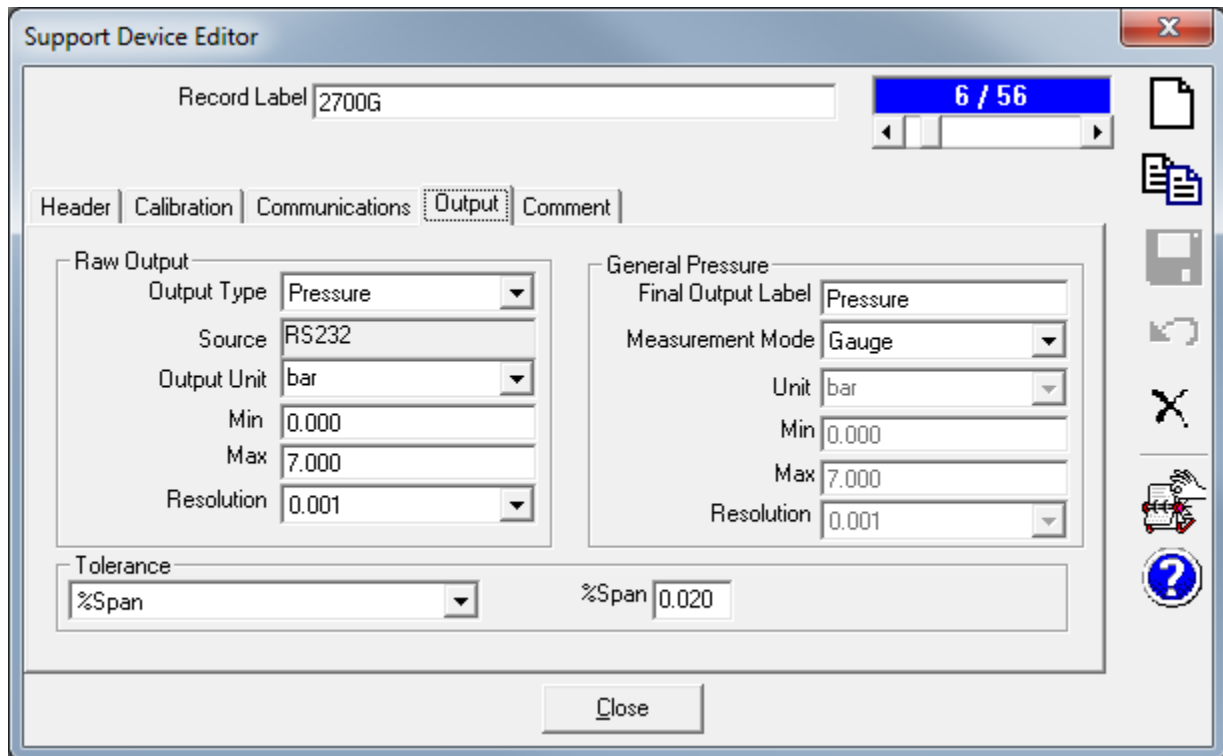 Support Device Editor
X
Record Label 2700G
6 / 56
Header Calibration Communications Output Comment
Raw Output
Output Type Pressure
Source RS232
Output Unit bar
Min 0.000
Max 7.000
Resolution 0.001
General Pressure
Final Output Label Pressure
Measurement Mode Gauge
Unit bar
Min 0.000
Max 7.000
Resolution 0.001
Tolerance
%Span %Span 0.020
?
Close